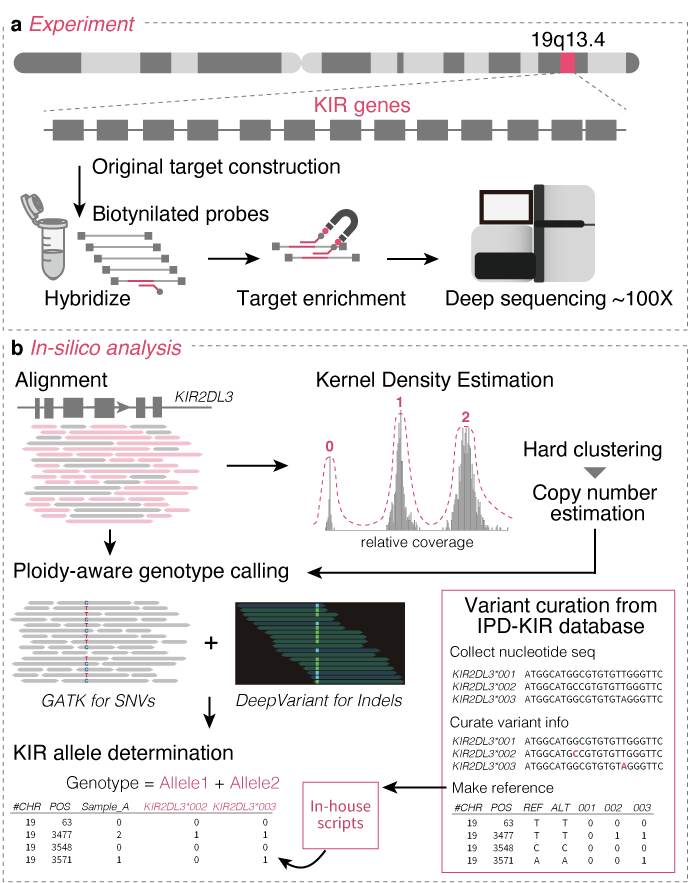 a Experiment
19q13.4
KIR genes
Original target construction
Biotynilated probes
Hybridize
Target enrichment
Deep sequencing ~100X
b In-silico analysis
Alignment
KIR2DL3
Kernel Density Estimation
0
1
2
relative coverage
Hard clustering
Copy number
estimation
Ploidy-aware genotype calling
C
T
T
C
T
C
C
T
T
T
C
GATK for SNVs
+
DeepVariant for Indels
Variant curation from
IPD-KIR database
Collect nucleotide seq
KIR2DL3*001 ATGGCATGGCGTGTGTTGGGTTC
KIR2DL3*002 ATGGCATGCCGTGTGTTGGGTTC
KIR2DL3*003 ATGGCATGGCGTGTGTAGGGTTC
Curate variant info
KIR2DL3*001 ATGGCATGGCGTGTGTTGGGTTC
KIR2DL3*002 ATGGCATGCCGTGTGTTGGGTTC
KIR2DL3*003 ATGGCATGGCGTGTGTAGGGTTC
Make reference
#CHR POS REF ALT 001 002 003
19 63 T T 0 0 0
19 3477 T T 0 1 1
19 3548 C C 0 0 0
19 3571 A A 0 0 1
In-house
scripts
KIR allele determination
Genotype = Allele1 + Allele2
#CHR POS Sample_A KIR2DL3*002 KIR2DL3*003
19 63 0 0 0
19 3477 2 1 1
19 3548 0 0 0
19 3571 1 0 1